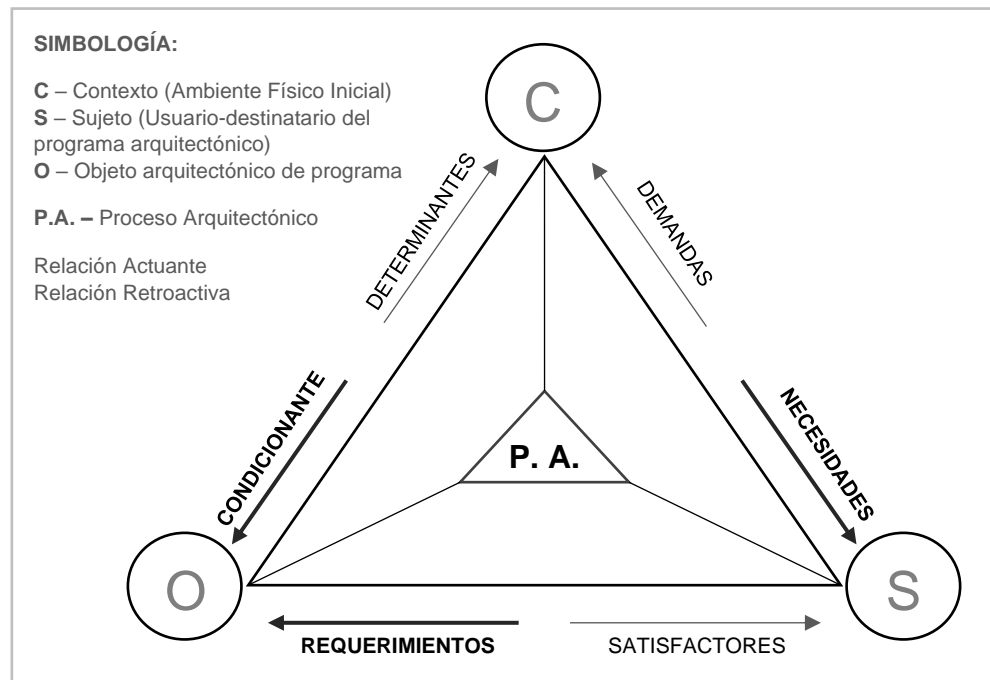 SIMBOLOGÍA:
C – Contexto (Ambiente Físico Inicial)
S – Sujeto (Usuario-destinatario del
programa arquitectónico)
O – Objeto arquitectónico de programa
P.A. – Proceso Arquitectónico
Relación Actuante
Relación Retroactiva
C
DETERMINANTES
DEMANDAS
CONDICIONANTE
NECESIDADES
P. A.
O
S
REQUERIMIENTOS
SATISFACTORES